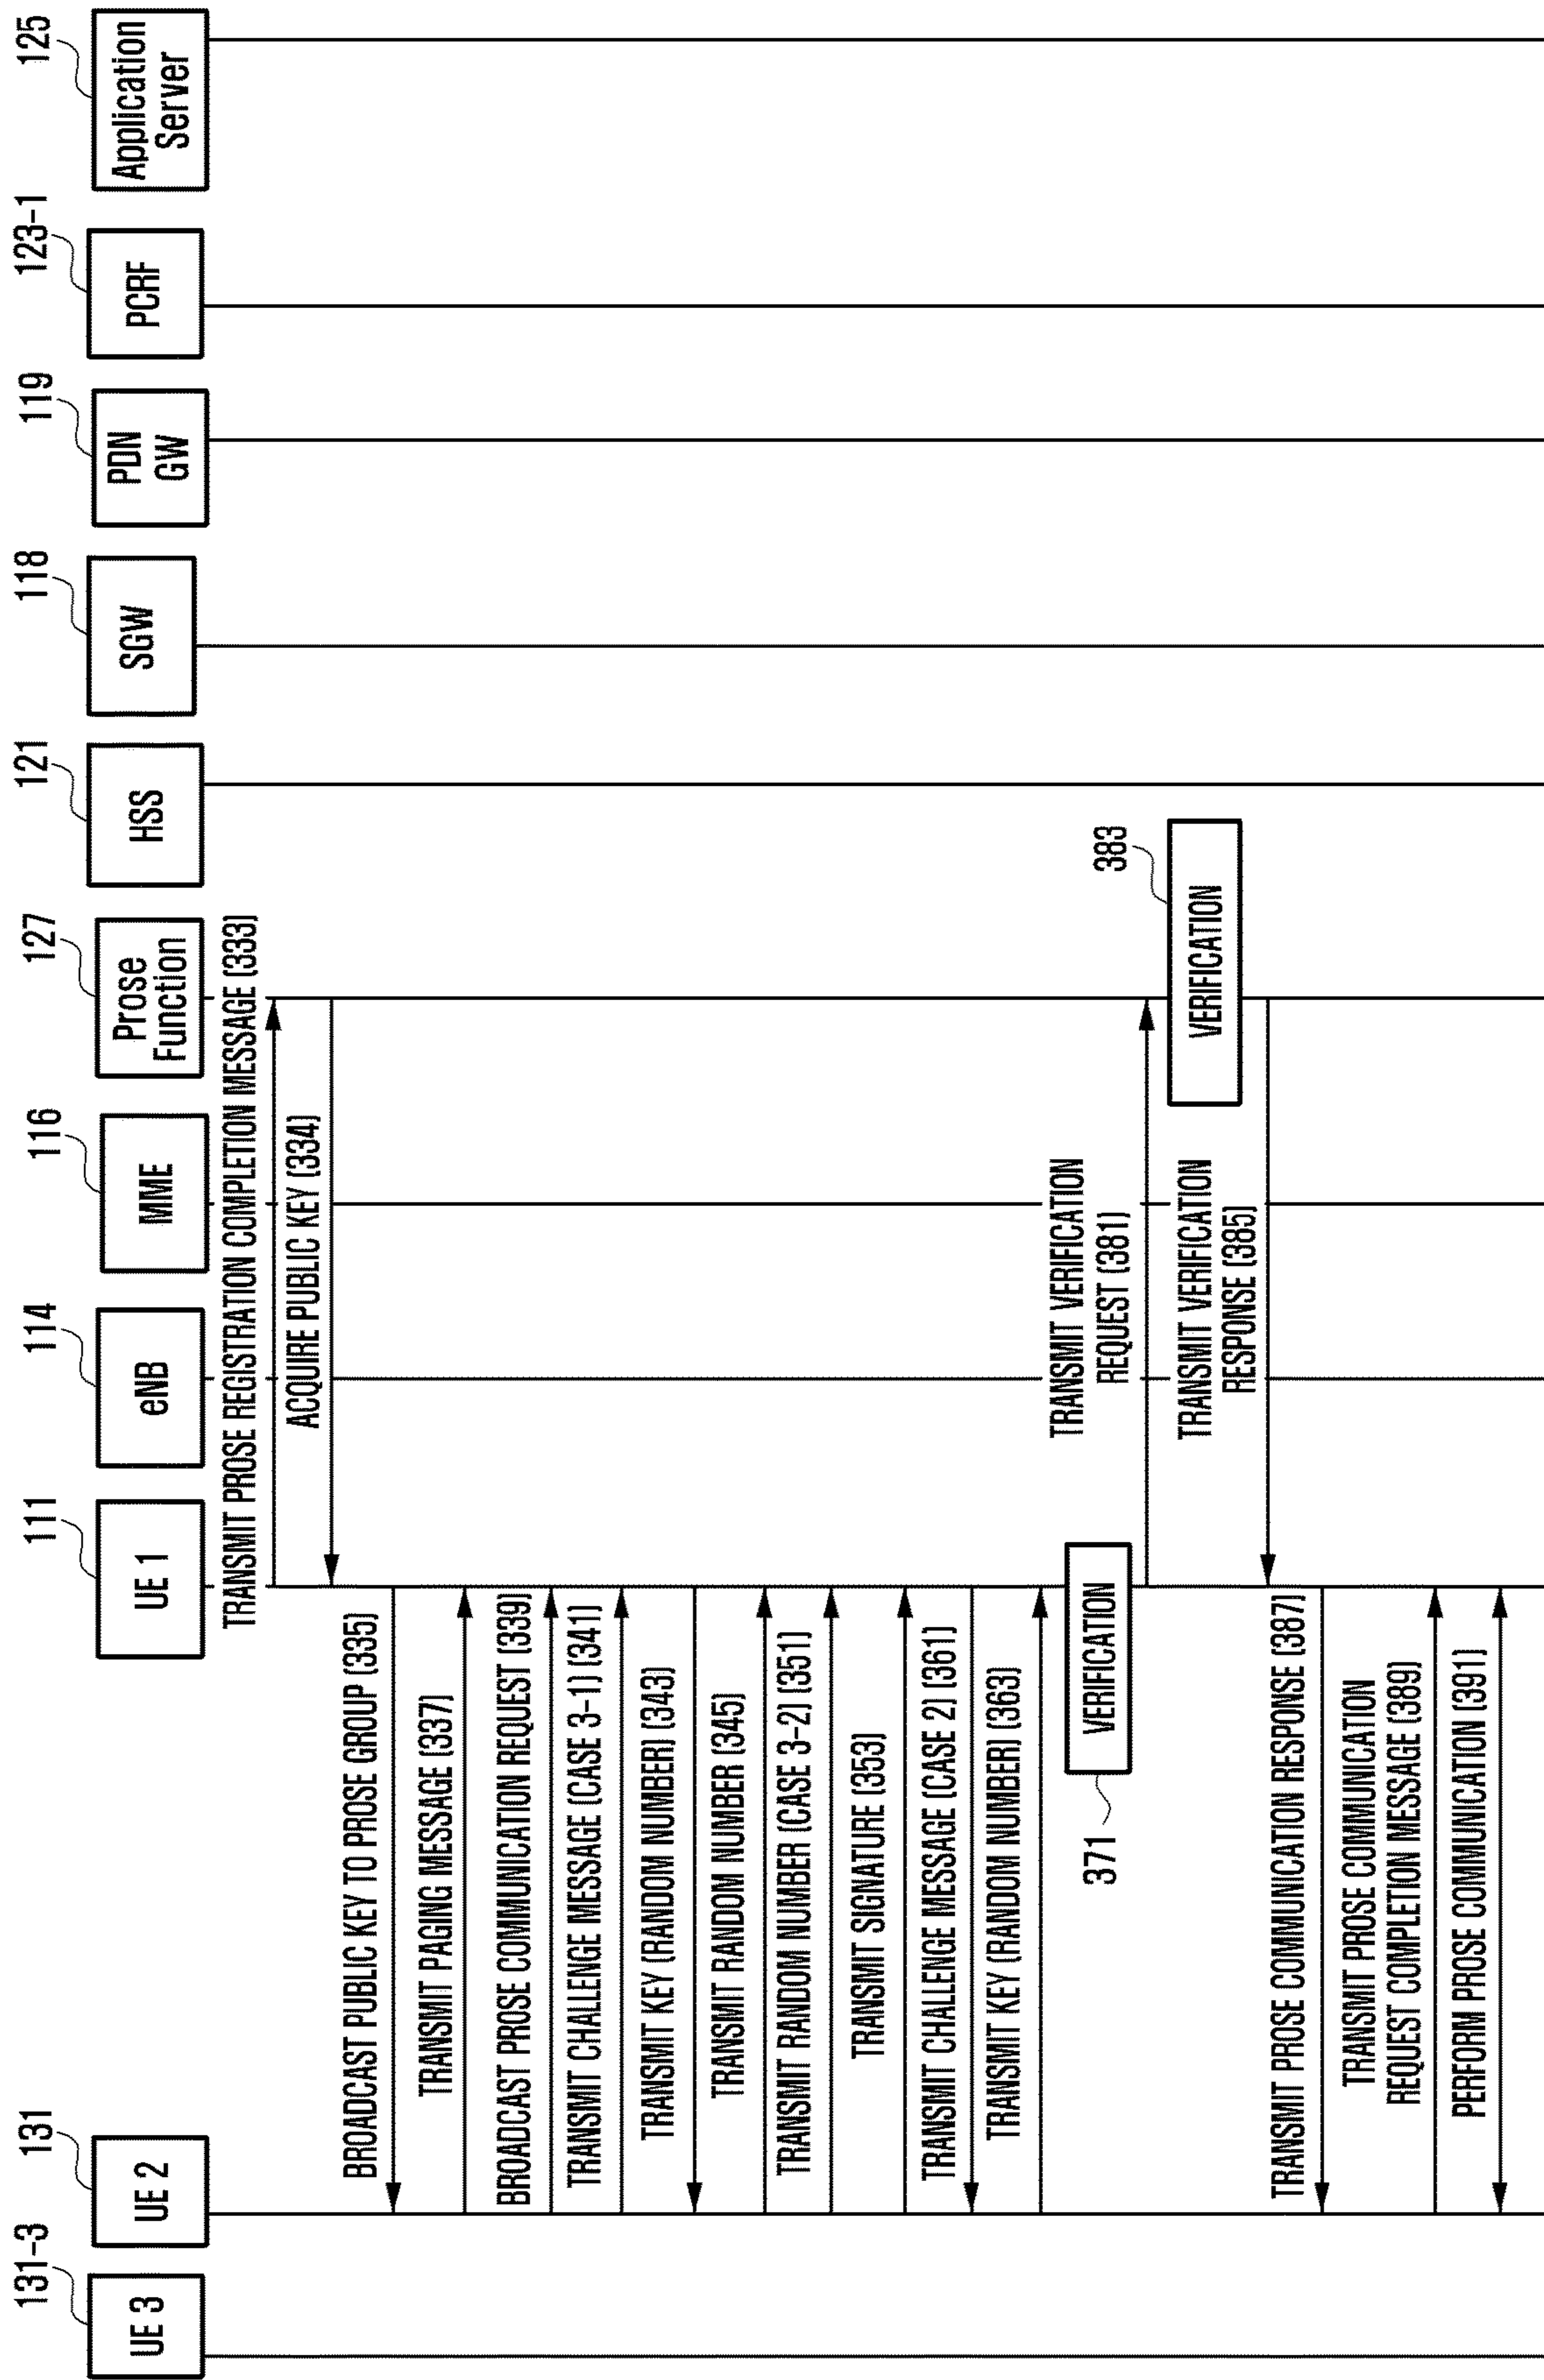 131-3
131
111
114
116
127
121
118
119
123-1
125
UE 3
UE 2
UE 1
eNB
MME
Prose
Function
HSS
SGW
PDN
GW
PCRF
Application
Server
TRANSMIT PROSE REGISTRATION COMPLETION MESSAGE (333)
ACQUIRE PUBLIC KEY (334)
BROADCAST PUBLIC KEY TO PROSE GROUP (335)
TRANSMIT PAGING MESSAGE (337)
BROADCAST PROSE COMMUNICATION REQUEST (339)
TRANSMIT CHALLENGE MESSAGE (CASE 3-1) (341)
TRANSMIT KEY (RANDOM NUMBER) (343)
TRANSMIT RANDOM NUMBER (345)
TRANSMIT RANDOM NUMBER (CASE 3-2) (351)
TRANSMIT SIGNATURE (353)
TRANSMIT CHALLENGE MESSAGE (CASE 2) (361)
TRANSMIT KEY (RANDOM NUMBER) (363)
371
VERIFICATION
TRANSMIT VERIFICATION
REQUEST (381)
383
VERIFICATION
TRANSMIT VERIFICATION
RESPONSE (385)
TRANSMIT PROSE COMMUNICATION RESPONSE (387)
TRANSMIT PROSE COMMUNICATION
REQUEST COMPLETION MESSAGE (389)
PERFORM PROSE COMMUNICATION (391)